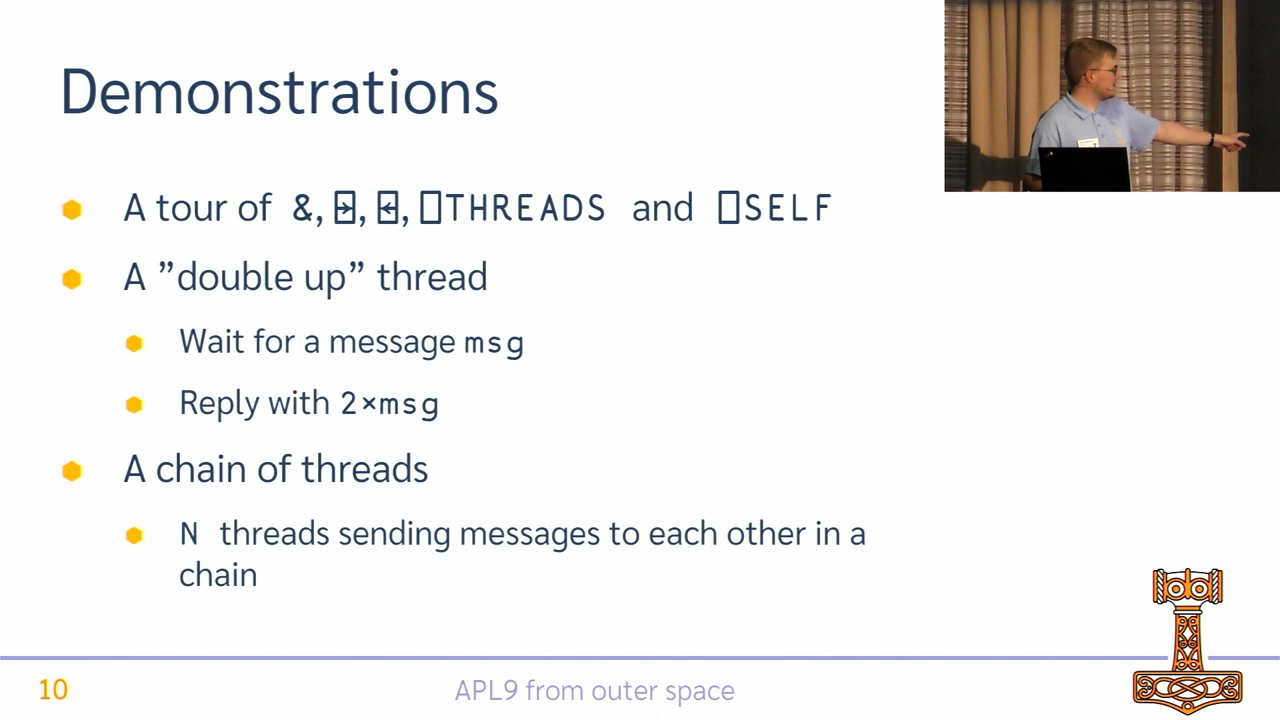 Demonstrations
A tour of &, ⍈, ⍇, ⎕THREADS and ⎕SELF
A ”double up” thread
Wait for a message msg
Reply with 2×msg
A chain of threads
N threads sending messages to each other in a
chain
10
APL9 from outer space